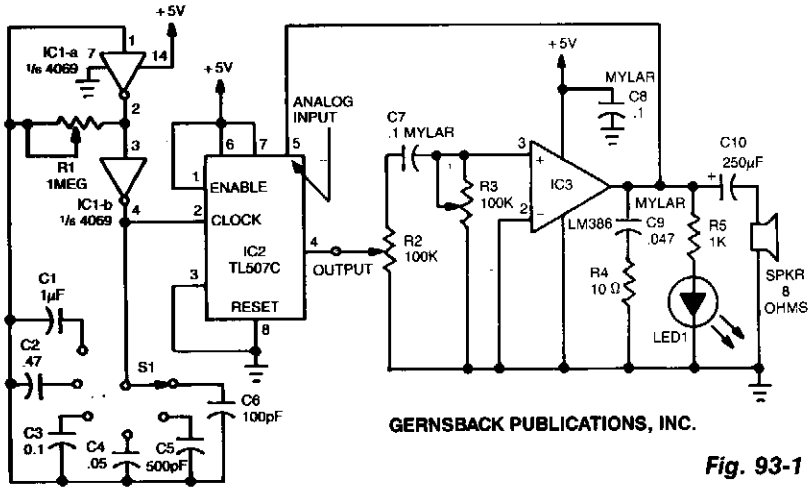 +5V
IC1-a
1/s 4069
7
1
14
2
R1
1MEG
3
IC1-b
1/s 4069
4
+5V
6
7
5
ANALOG
INPUT
1
ENABLE
2
CLOCK
IC2
TL507C
3
RESET
8
4
OUTPUT
C1
1µF
C2
.47
C3
0.1
C4
.05
C5
500pF
C6
100pF
S1
C7
.1 MYLAR
R2
100K
R3
100K
+5V
MYLAR
C8
.1
3
+
2
−
IC3
LM386
MYLAR
C9
.047
R4
10 Ω
R5
1K
LED1
C10
250µF
+
SPKR
8
OHMS
GERNSBACK PUBLICATIONS, INC.
Fig. 93-1